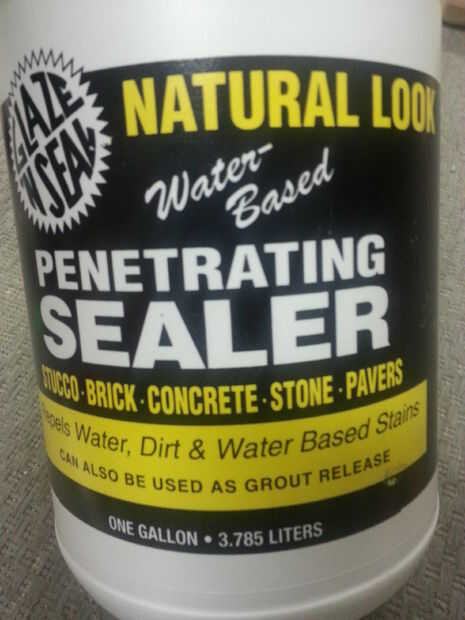 GLAZE
'N SEAL
NATURAL LOOK
Water-
Based
PENETRATING
SEALER
STUCCO · BRICK · CONCRETE · STONE · PAVERS
epels Water, Dirt & Water Based Stains
CAN ALSO BE USED AS GROUT RELEASE
ONE GALLON • 3.785 LITERS